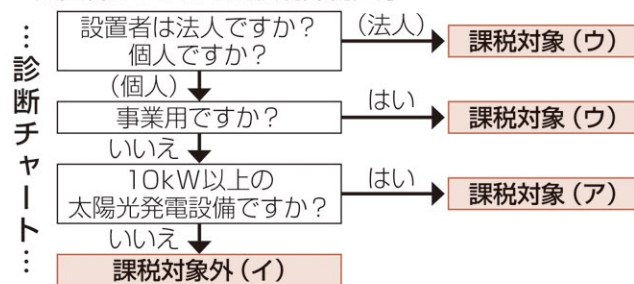 …診断チャート…
設置者は法人ですか？
個人ですか？
(法人)
課税対象(ウ)
(個人)
事業用ですか？
はい
課税対象(ウ)
いいえ
10kW以上の
太陽光発電設備ですか？
はい
課税対象(ア)
いいえ
課税対象外(イ)